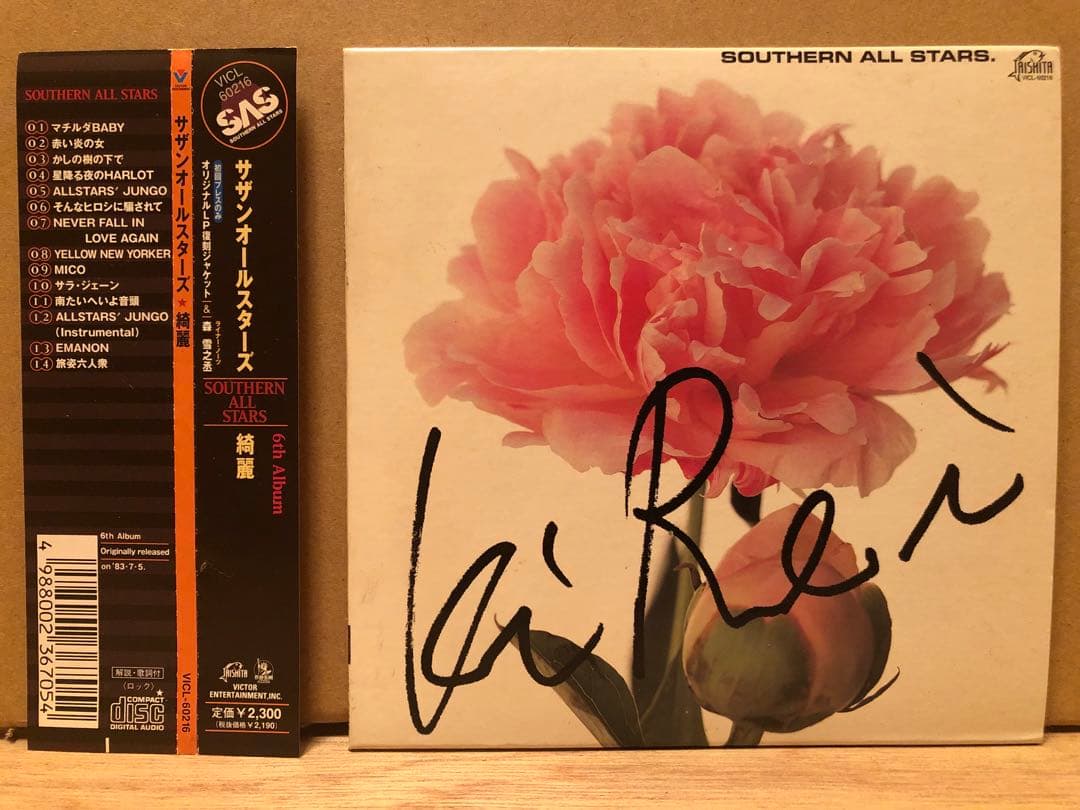 SOUTHERN ALL STARS
01 マチルダBABY
02 赤い炎の女
03 かしの樹の下で
04 星降る夜のHARLOT
05 ALLSTARS' JUNGO
06 そんなヒロシに騙されて
07 NEVER FALL IN
LOVE AGAIN
08 YELLOW NEW YORKER
09 MICO
10 サラ・ジェーン
11 南たいへいよ音頭
12 ALLSTARS' JUNGO
(Instrumental)
13 EMANON
14 旅姿六人衆
6th Album
Originally released
on '83・7・5.
4 988002 367054
解説・歌詞付
(ロック)
COMPACT
disc
DIGITAL AUDIO
サザンオールスターズ★綺麗
VICL-60216
VICL
60216
SAS
SOUTHERN ALL STARS
サザンオールスターズ
初回プレスのみ
オリジナルLP復刻ジャケット&森 雪之丞
ライナー・ノーツ
SOUTHERN
ALL
STARS
6th Album
綺麗
TAISHITA
VICTOR
ENTERTAINMENT,INC.
定価¥2,300
(税抜価格¥2,190)
SOUTHERN ALL STARS.
TAISHITA
VICL-60216
KiRei